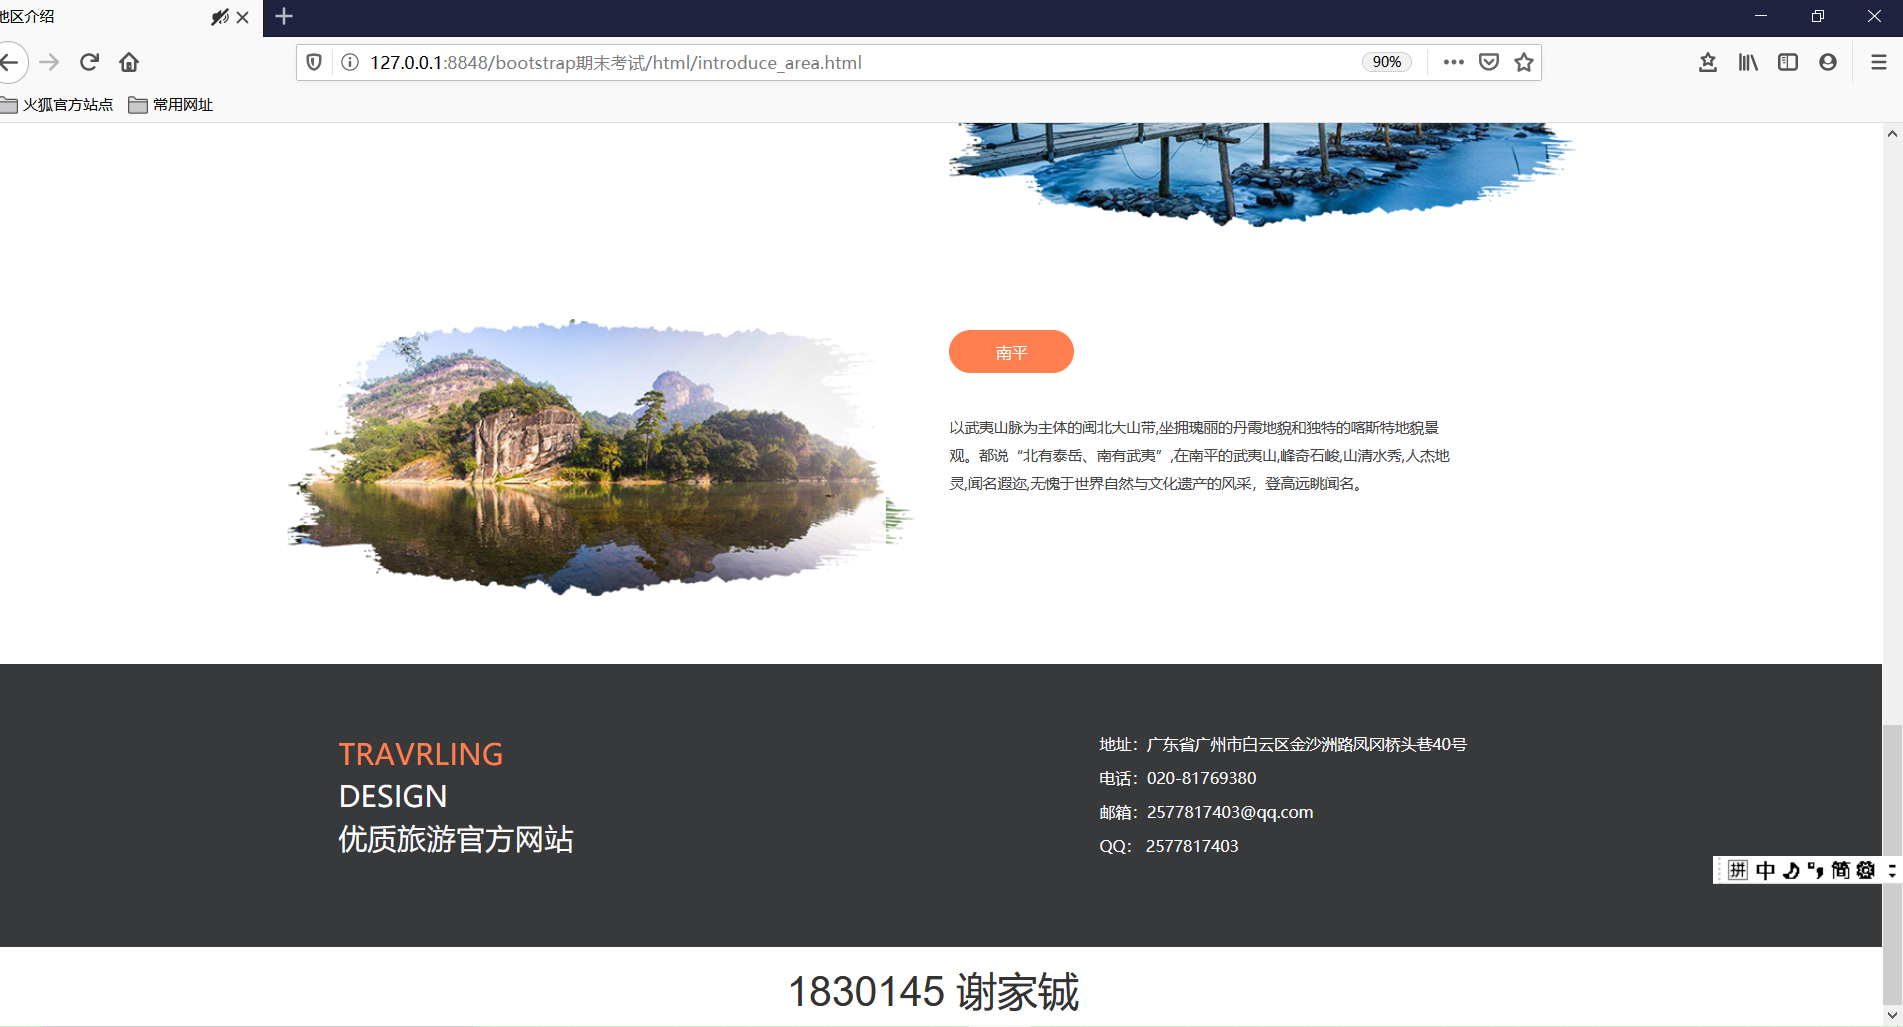 地区介绍
127.0.0.1:8848/bootstrap期末考试/html/introduce_area.html
90%
火狐官方站点
常用网址
南平
以武夷山脉为主体的闽北大山带,坐拥瑰丽的丹霞地貌和独特的喀斯特地貌景
观。都说“北有泰岳、南有武夷”,在南平的武夷山,峰奇石峻,山清水秀,人杰地
灵,闻名遐迩,无愧于世界自然与文化遗产的风采，登高远眺闻名。
TRAVRLING
DESIGN
优质旅游官方网站
地址：广东省广州市白云区金沙洲路凤冈桥头巷40号
电话：020-81769380
邮箱：2577817403@qq.com
QQ： 2577817403
拼 中 简
1830145 谢家铖